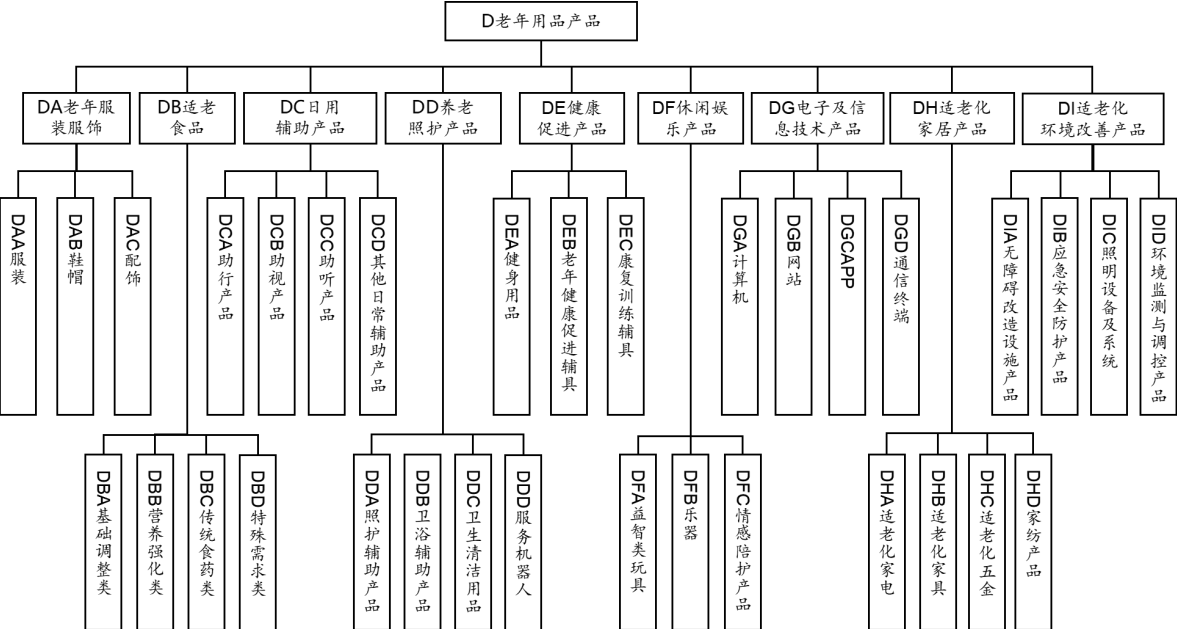 D老年用品产品
DA老年服
装服饰
DB适老
食品
DC日用
辅助产品
DD养老
照护产品
DE健康
促进产品
DF休闲娱
乐产品
DG电子及信
息技术产品
DH适老化
家居产品
DI适老化
环境改善产品
DAA服装
DAB鞋帽
DAC配饰
DCA助行产品
DCB助视产品
DCC助听产品
DCD其他日常辅助产品
DEA健身用品
DEB老年健康促进辅具
DEC康复训练辅具
DGA计算机
DGB网站
DGCAPP
DGD通信终端
DIA无障碍改造设施产品
DIB应急安全防护产品
DIC照明设备及系统
DID环境监测与调控产品
DBA基础调整类
DBB营养强化类
DBC传统食药类
DBD特殊需求类
DDA照护辅助产品
DDB卫浴辅助产品
DDC卫生清洁用品
DDD服务机器人
DFA益智类玩具
DFB乐器
DFC情感陪护产品
DHA适老化家电
DHB适老化家具
DHC适老化五金
DHD家纺产品